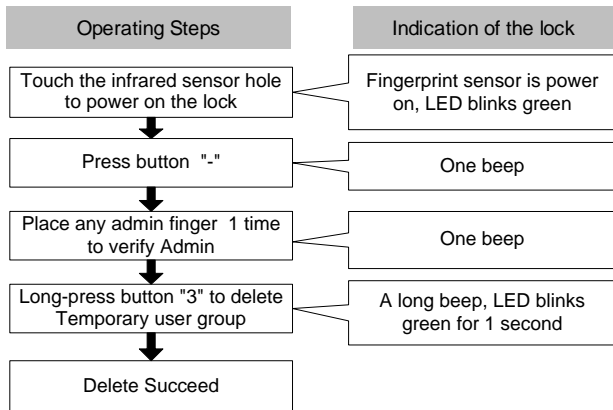 Operating Steps
Indication of the lock
Touch the infrared sensor hole
to power on the lock
Fingerprint sensor is power
on, LED blinks green
Press button "-"
One beep
Place any admin finger 1 time
to verify Admin
One beep
Long-press button "3" to delete
Temporary user group
A long beep, LED blinks
green for 1 second
Delete Succeed